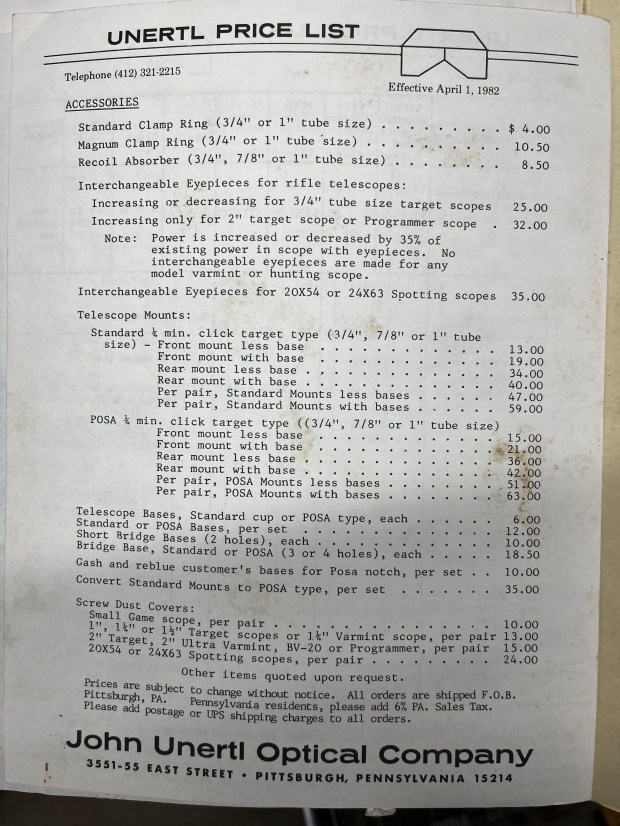 UNERTL PRICE LIST
Telephone (412) 321-2215
Effective April 1, 1982
ACCESSORIES
Standard Clamp Ring (3/4" or 1" tube size) . . . . . . . . . $ 4.00
Magnum Clamp Ring (3/4" or 1" tube size) . . . . . . . . . . 10.50
Recoil Absorber (3/4", 7/8" or 1" tube size) . . . . . . . . 8.50
Interchangeable Eyepieces for rifle telescopes:
Increasing or decreasing for 3/4" tube size target scopes 25.00
Increasing only for 2" target scope or Programmer scope . 32.00
Note: Power is increased or decreased by 35% of
existing power in scope with eyepieces. No
interchangeable eyepieces are made for any
model varmint or hunting scope.
Interchangeable Eyepieces for 20X54 or 24X63 Spotting scopes 35.00
Telescope Mounts:
Standard ¼ min. click target type (3/4", 7/8" or 1" tube
size) - Front mount less base . . . . . . . . . . . . . 13.00
Front mount with base . . . . . . . . . . . . . 19.00
Rear mount less base . . . . . . . . . . . . . 34.00
Rear mount with base . . . . . . . . . . . . . 40.00
Per pair, Standard Mounts less bases . . . . . . 47.00
Per pair, Standard Mounts with bases . . . . . . 59.00
POSA ¼ min. click target type ((3/4", 7/8" or 1" tube size)
Front mount less base . . . . . . . . . . . . . 15.00
Front mount with base . . . . . . . . . . . . . 21.00
Rear mount less base . . . . . . . . . . . . . 36.00
Rear mount with base . . . . . . . . . . . . . 42.00
Per pair, POSA Mounts less bases . . . . . . . . 51.00
Per pair, POSA Mounts with bases . . . . . . . . 63.00
Telescope Bases, Standard cup or POSA type, each . . . . . . 6.00
Standard or POSA Bases, per set . . . . . . . . . . . . . . 12.00
Short Bridge Bases (2 holes), each . . . . . . . . . . . . . 10.00
Bridge Base, Standard or POSA (3 or 4 holes), each . . . . . 18.50
Gash and reblue customer's bases for Posa notch, per set . . 10.00
Convert Standard Mounts to POSA type, per set . . . . . . . 35.00
Screw Dust Covers:
Small Game scope, per pair . . . . . . . . . . . . . . . . 10.00
1", 1¼" or 1½" Target scopes or 1¼" Varmint scope, per pair 13.00
2" Target, 2" Ultra Varmint, BV-20 or Programmer, per pair 15.00
20X54 or 24X63 Spotting scopes, per pair . . . . . . . . . 24.00
Other items quoted upon request.
Prices are subject to change without notice. All orders are shipped F.O.B.
Pittsburgh, PA. Pennsylvania residents, please add 6% PA. Sales Tax.
Please add postage or UPS shipping charges to all orders.
John Unertl Optical Company
3551-55 EAST STREET • PITTSBURGH, PENNSYLVANIA 15214